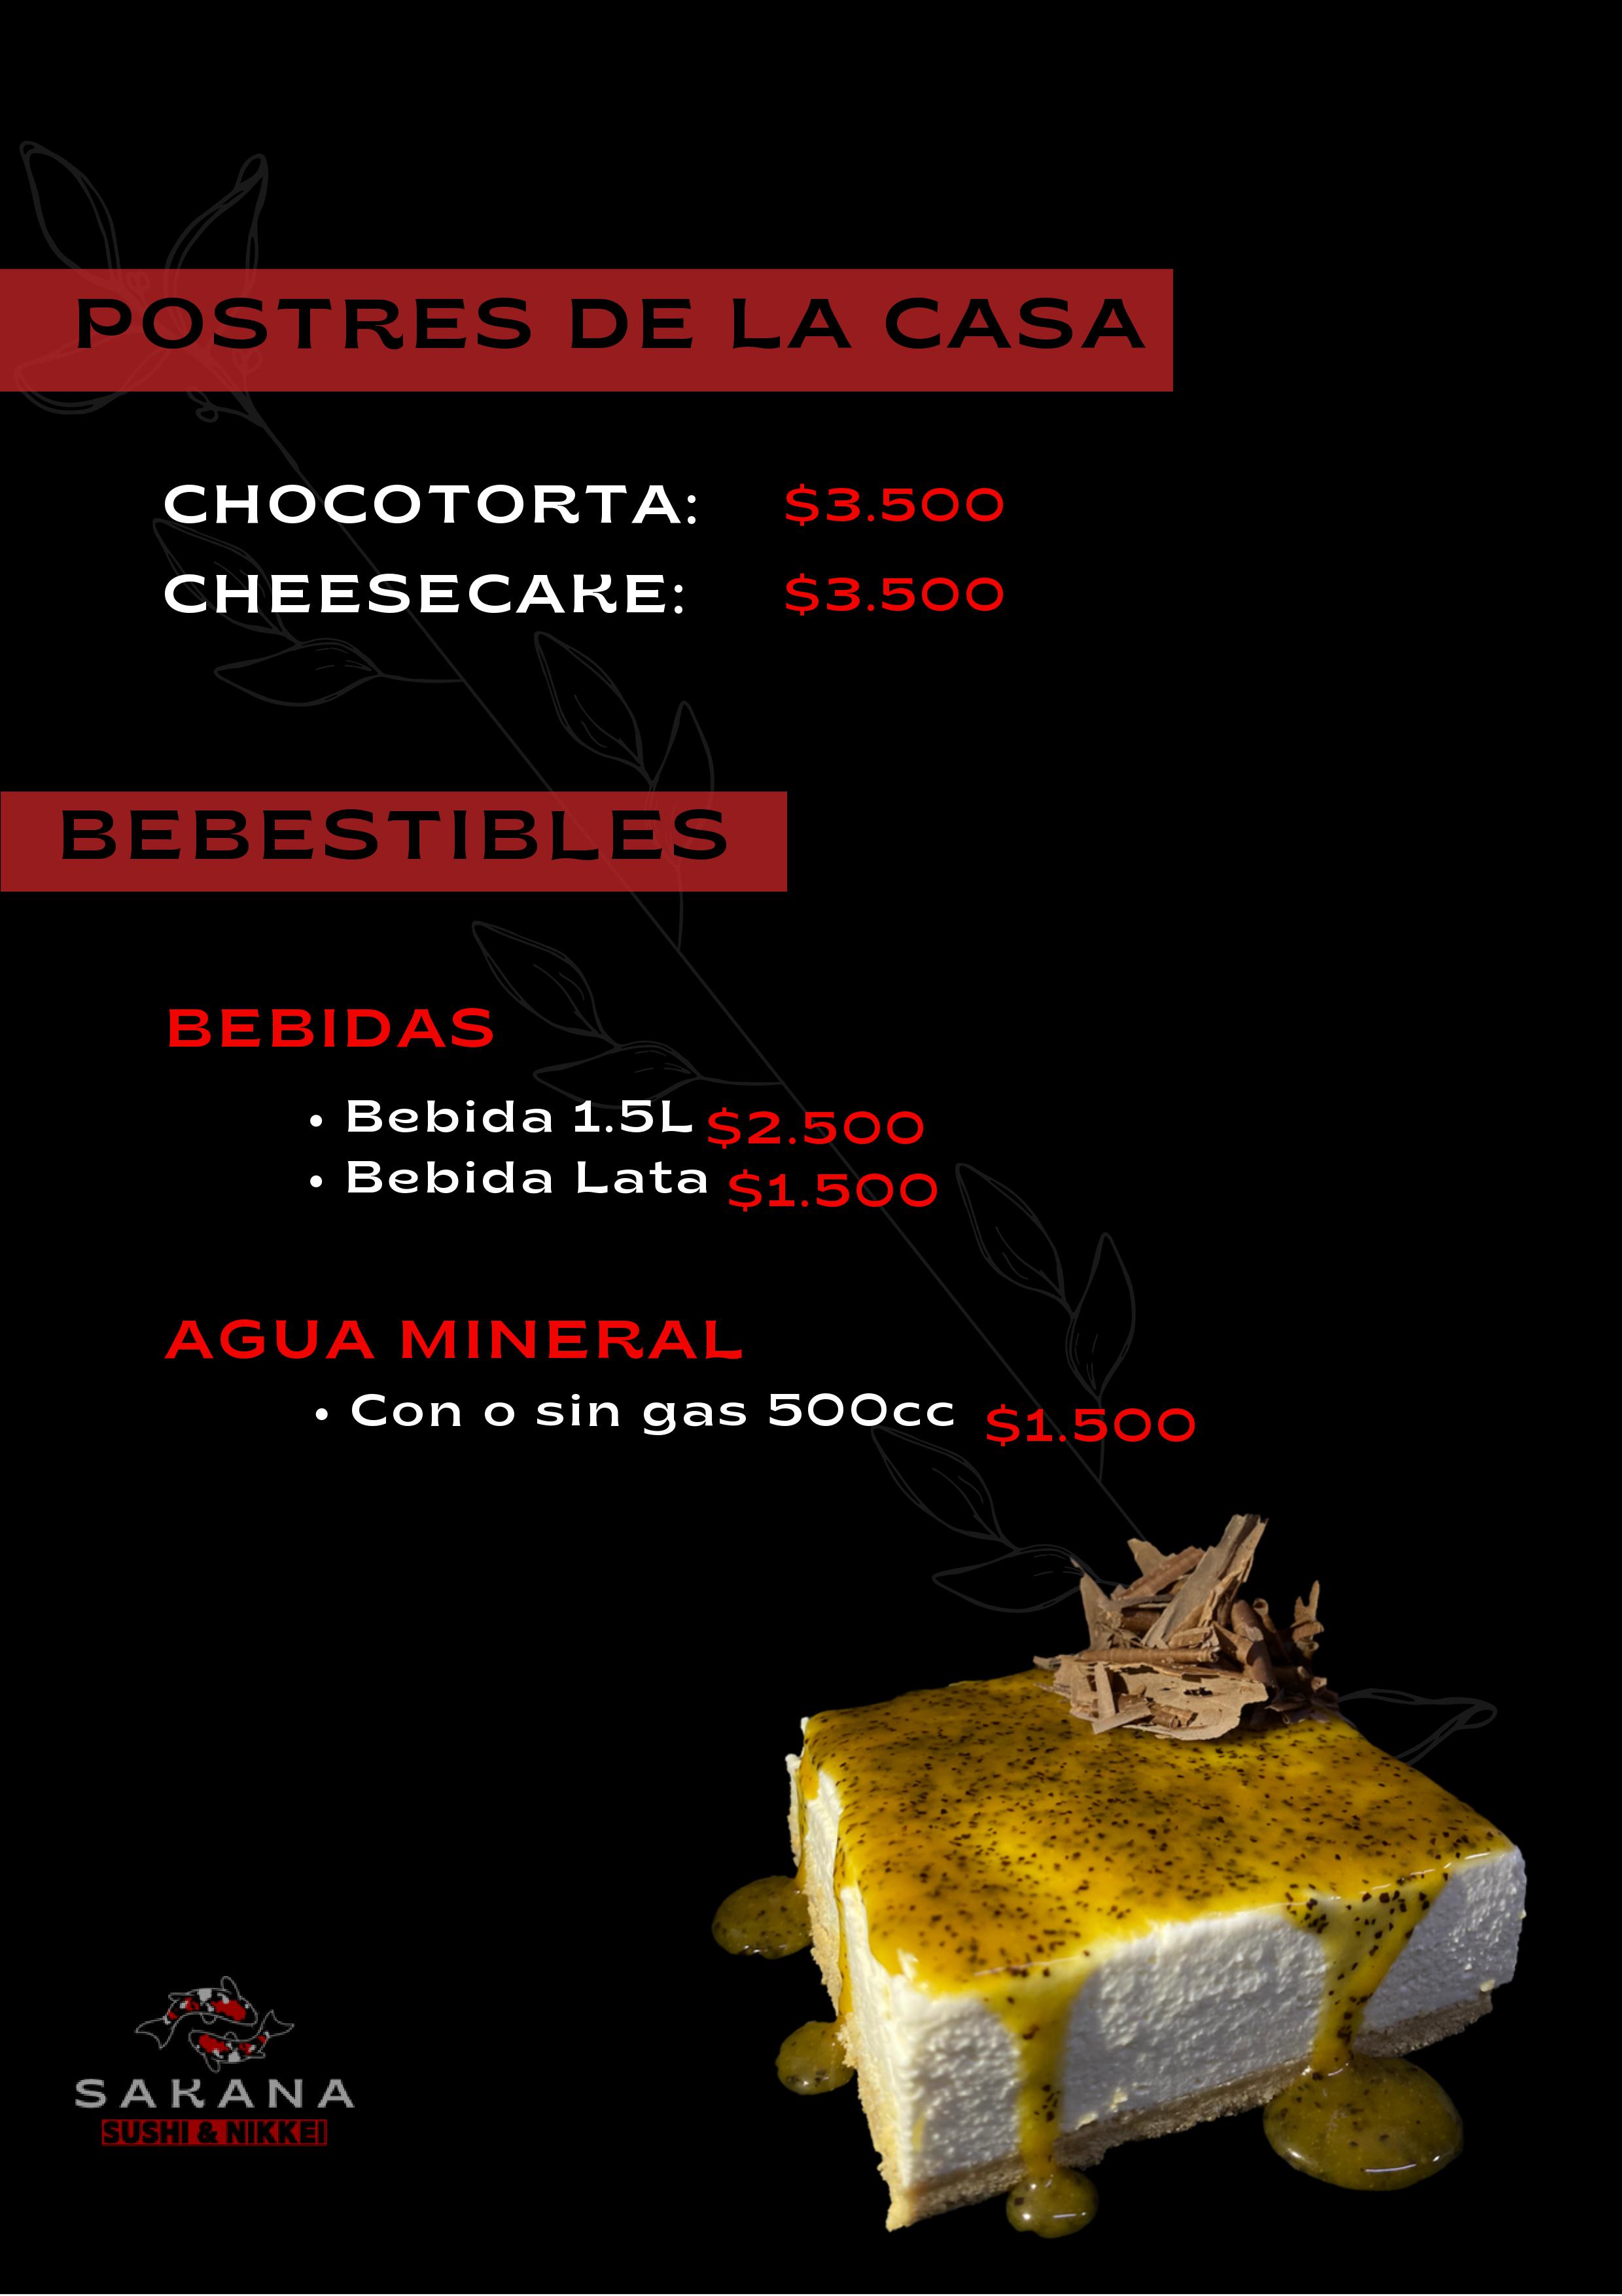 POSTRES DE LA CASA
CHOCOTORTA: $3.500
CHEESECAKE: $3.500
BEBESTIBLES
BEBIDAS
• Bebida 1.5L $2.500
• Bebida Lata $1.500
AGUA MINERAL
• Con o sin gas 500cc $1.500
SAKANA
SUSHI & NIKKEI